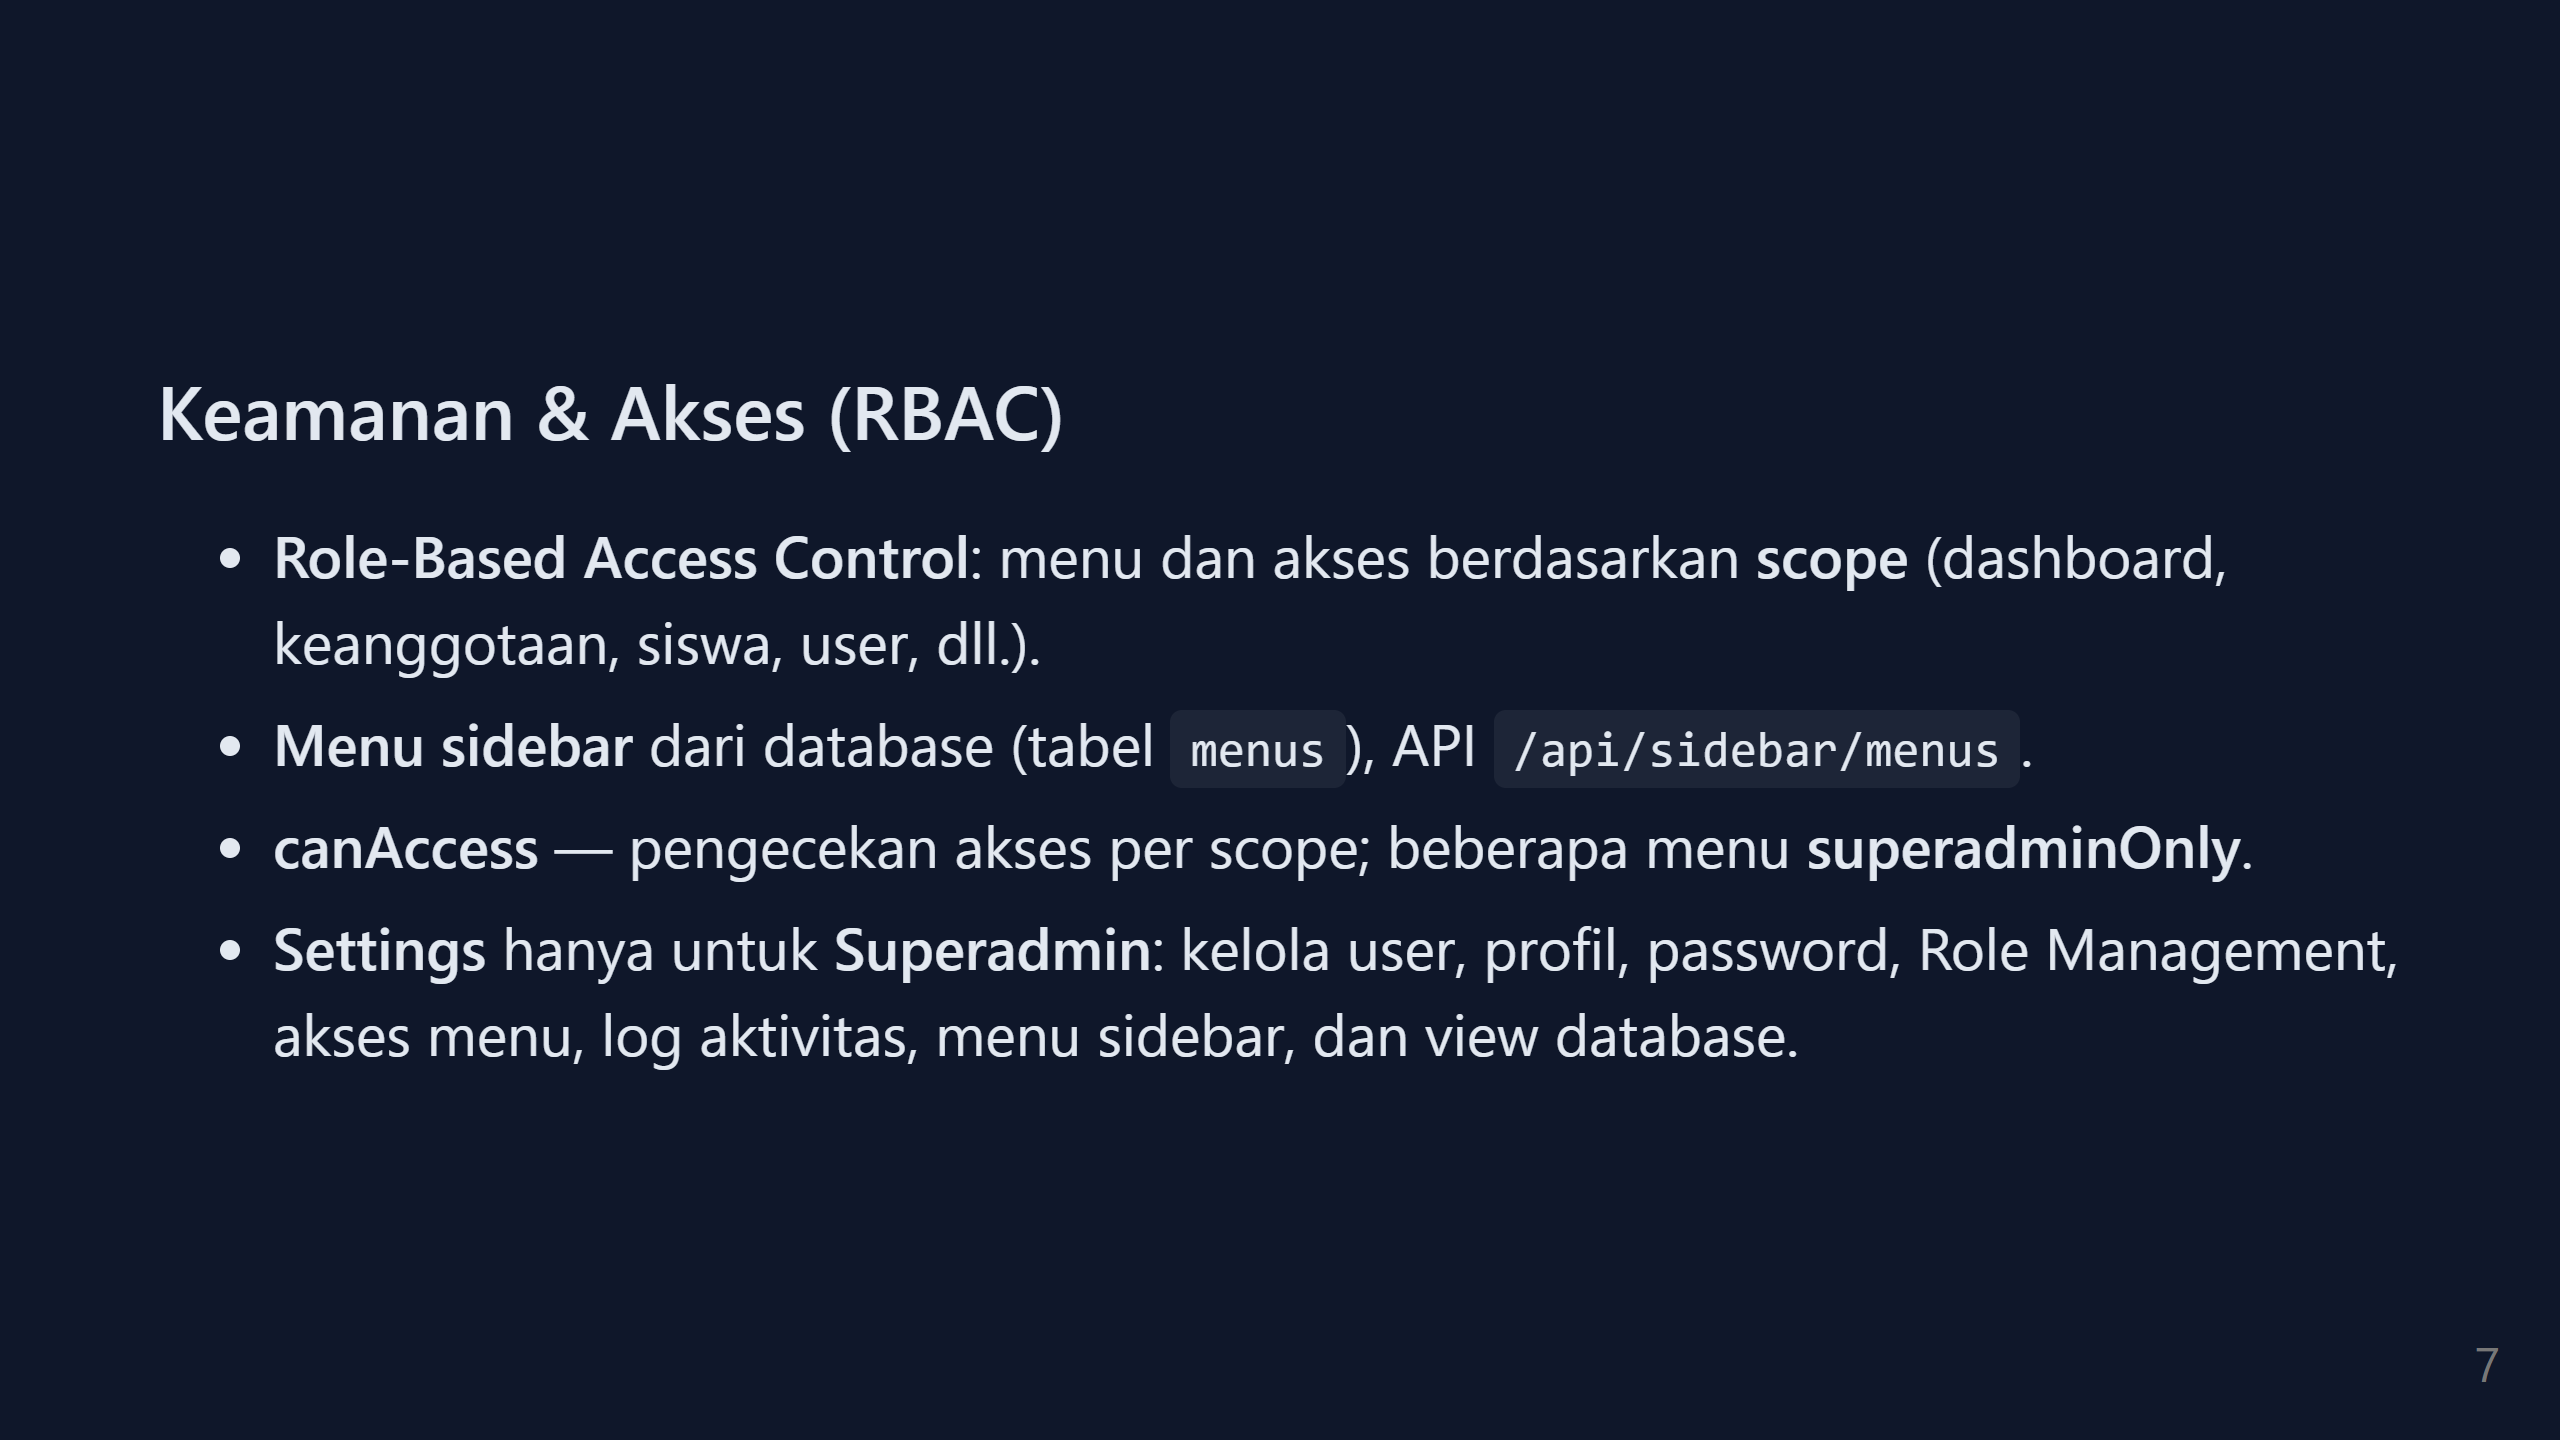 Keamanan & Akses (RBAC)
• Role-Based Access Control: menu dan akses berdasarkan scope (dashboard,
keanggotaan, siswa, user, dll.).
• Menu sidebar dari database (tabel menus), API /api/sidebar/menus.
• canAccess — pengecekan akses per scope; beberapa menu superadminOnly.
• Settings hanya untuk Superadmin: kelola user, profil, password, Role Management,
akses menu, log aktivitas, menu sidebar, dan view database.
7